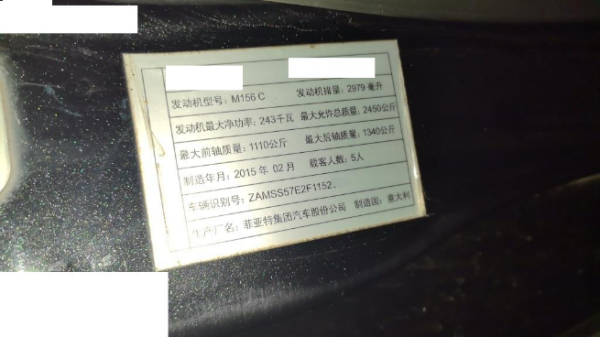 发动机型号: M156 C 发动机排量: 2979 毫升
发动机最大净功率: 243千瓦 最大允许总质量: 2450公斤
最大前轴质量: 1110公斤 最大后轴质量: 1340公斤
制造年月: 2015 年 02 月 载客人数: 5人
车辆识别号: ZAMSS57E2F1152
生产厂名: 菲亚特集团汽车股份公司 制造国: 意大利